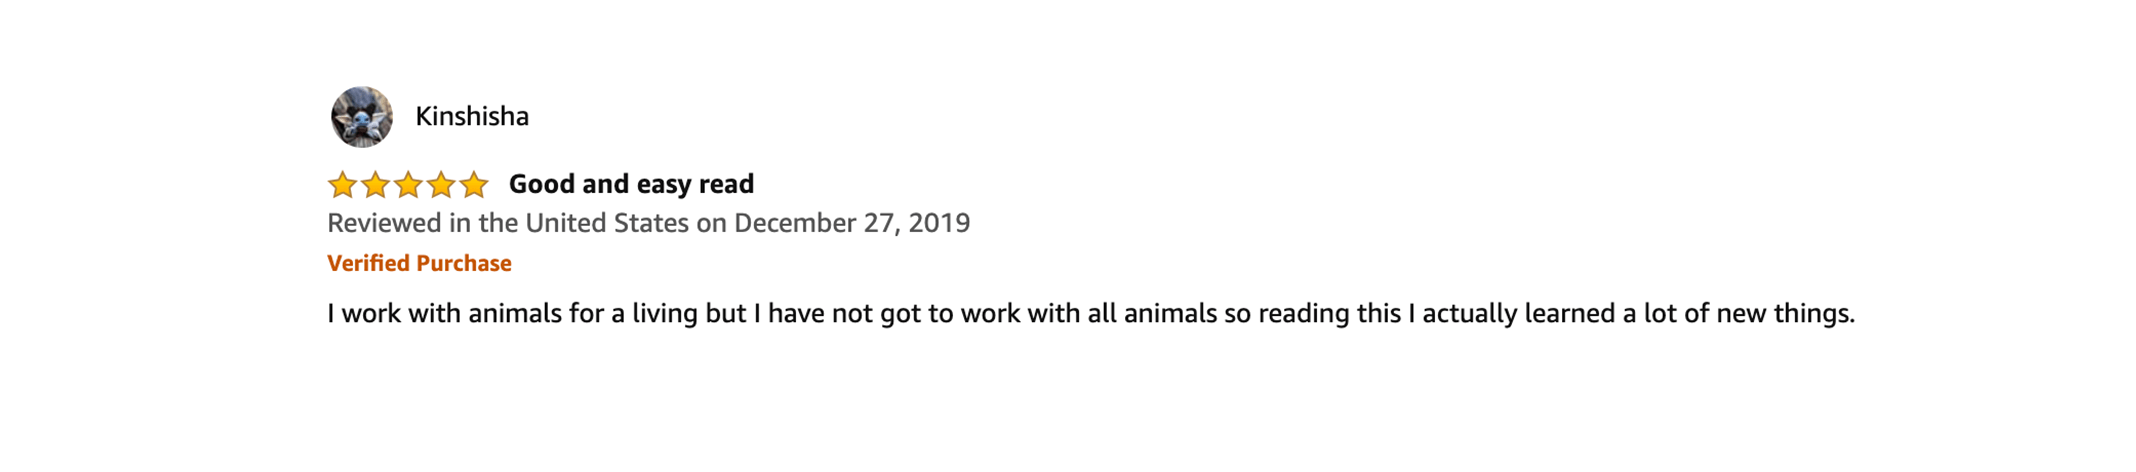 Kinshisha
Good and easy read
Reviewed in the United States on December 27, 2019
Verified Purchase
I work with animals for a living but I have not got to work with all animals so reading this I actually learned a lot of new things.